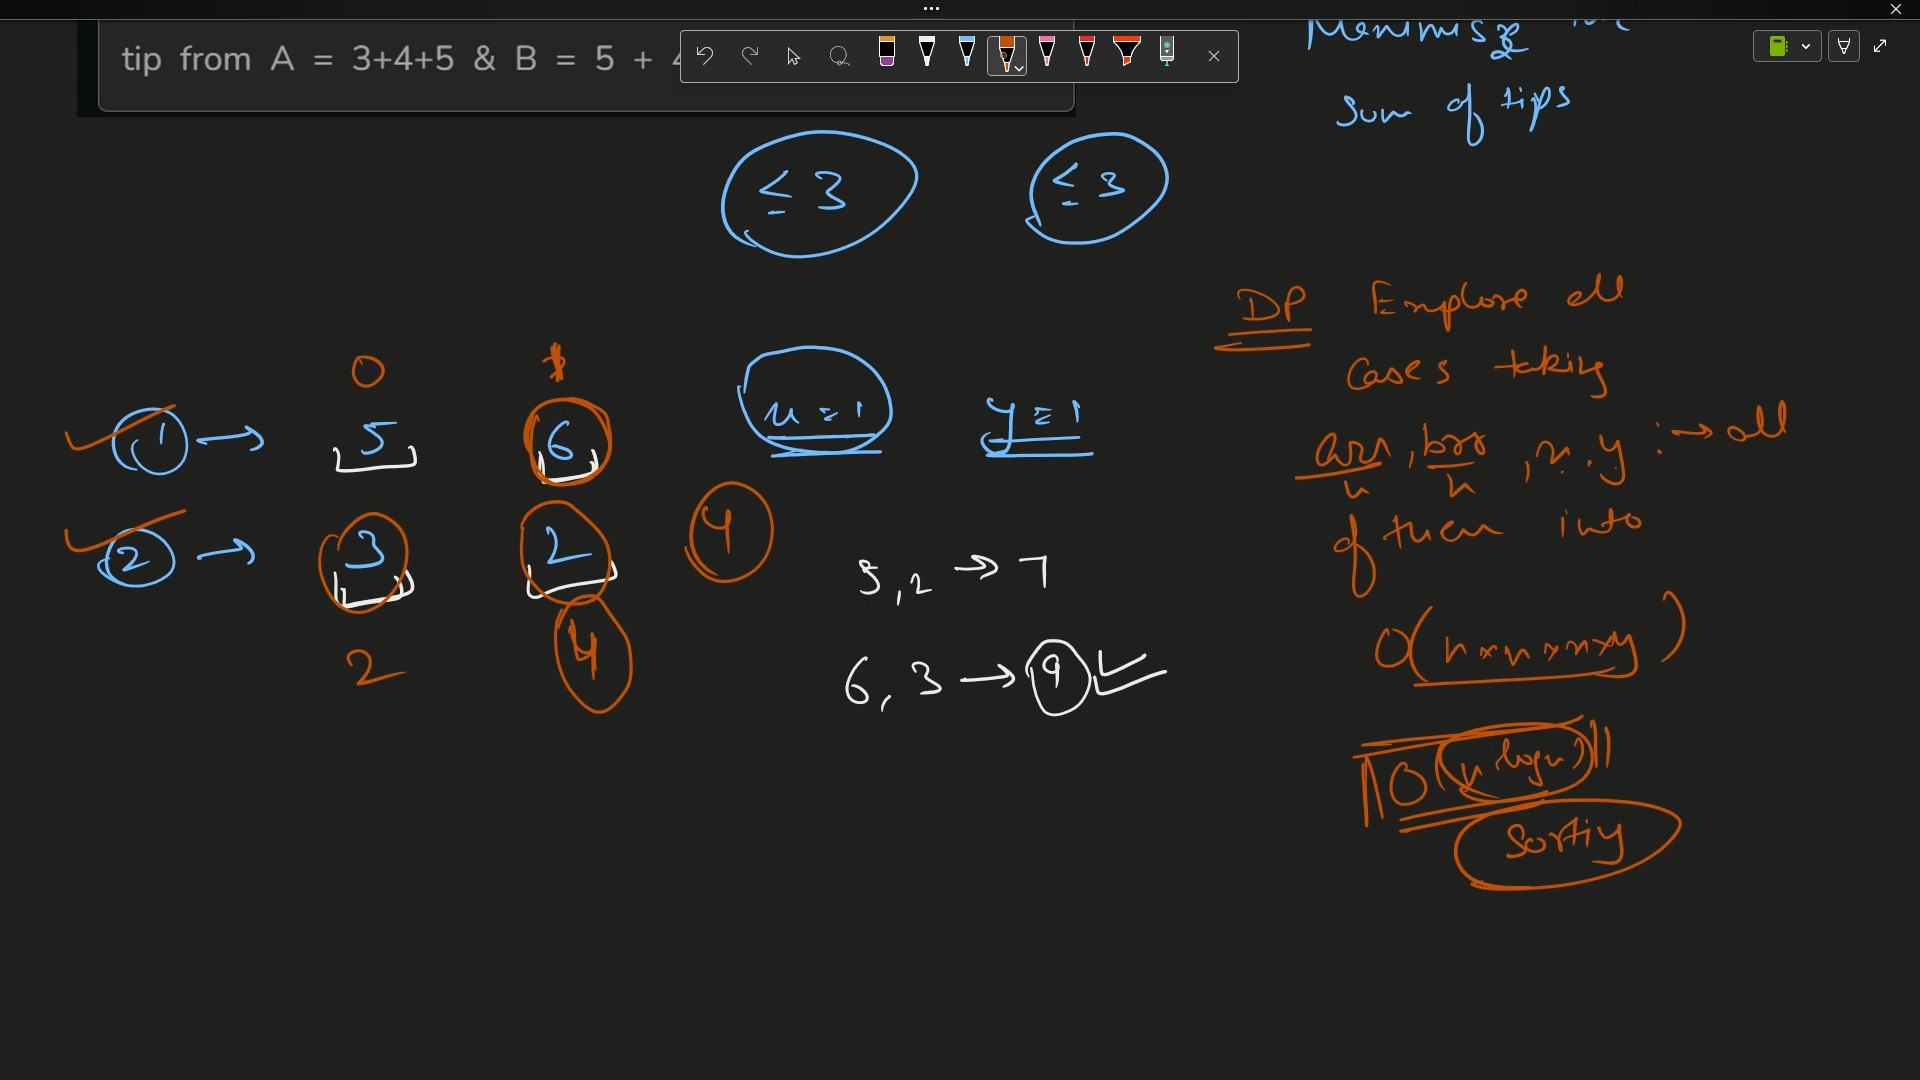 tip from A = 3+4+5 & B = 5 +
sum of tips
≤ 3 ≤ 3
DP Explore all
Cases taking
0 1
1 → 5 6 x = 1 y = 1
arr, brr, x, y : → all
n n
of them into
2 → 3 2 4
5, 2 → 7
2 4
6, 3 → 9
O(n×n×x×y)
O(n logn)
Sorting